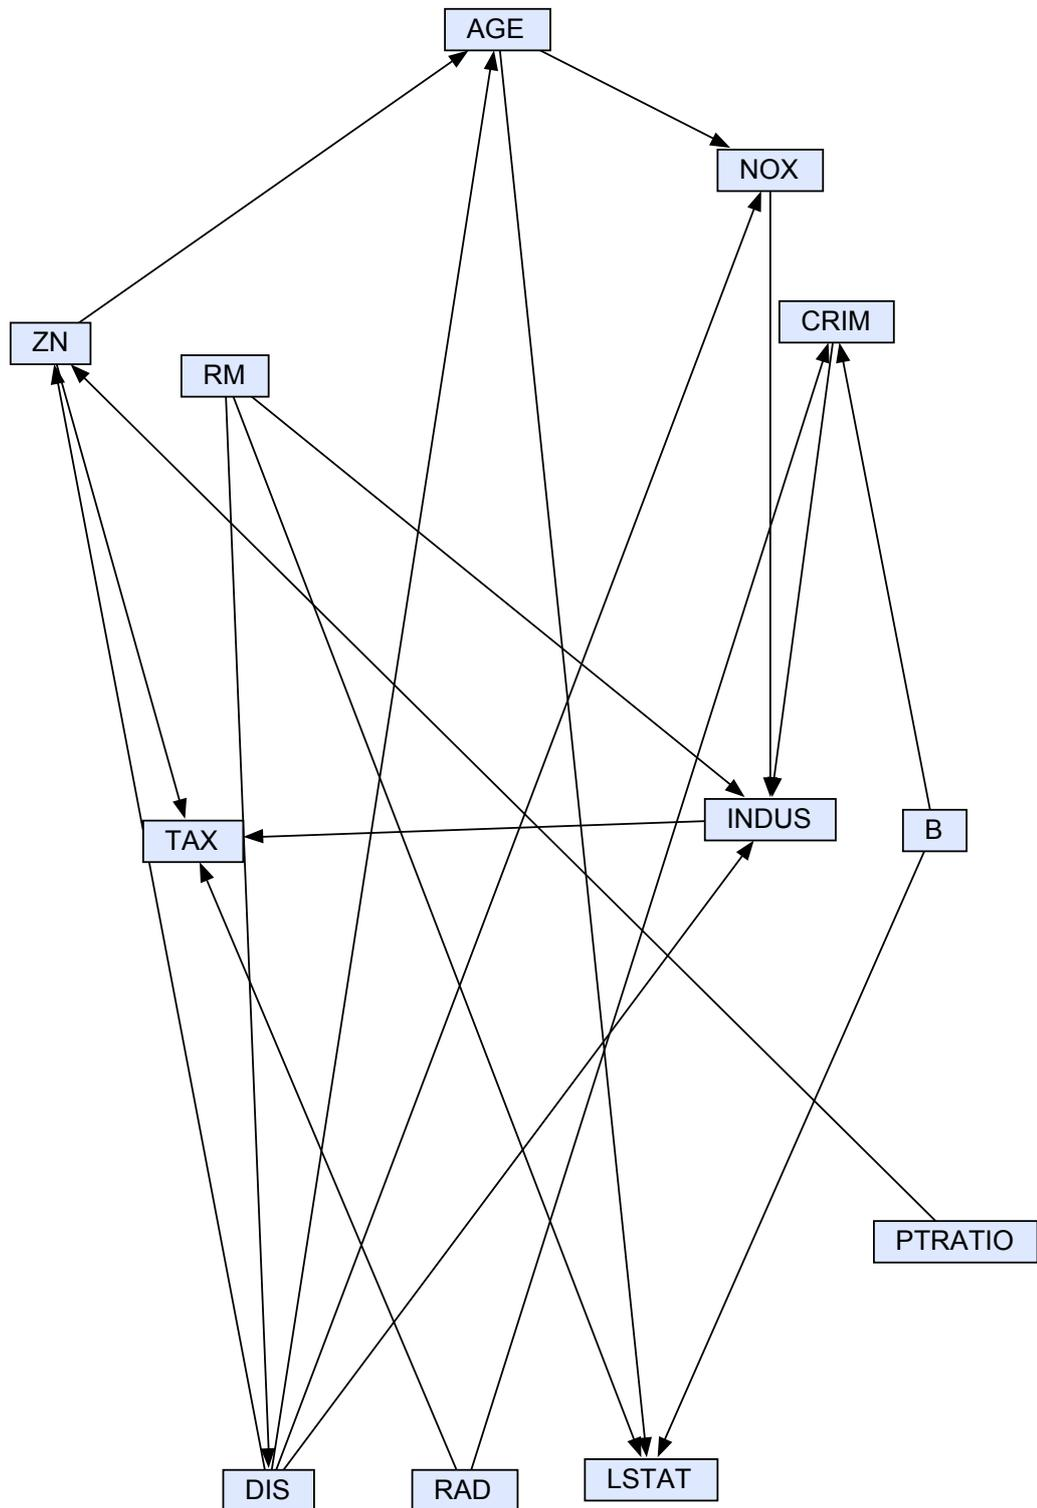 AGE
NOX
CRIM
ZN
RM
INDUS
B
TAX
PTRATIO
LSTAT
DIS
RAD